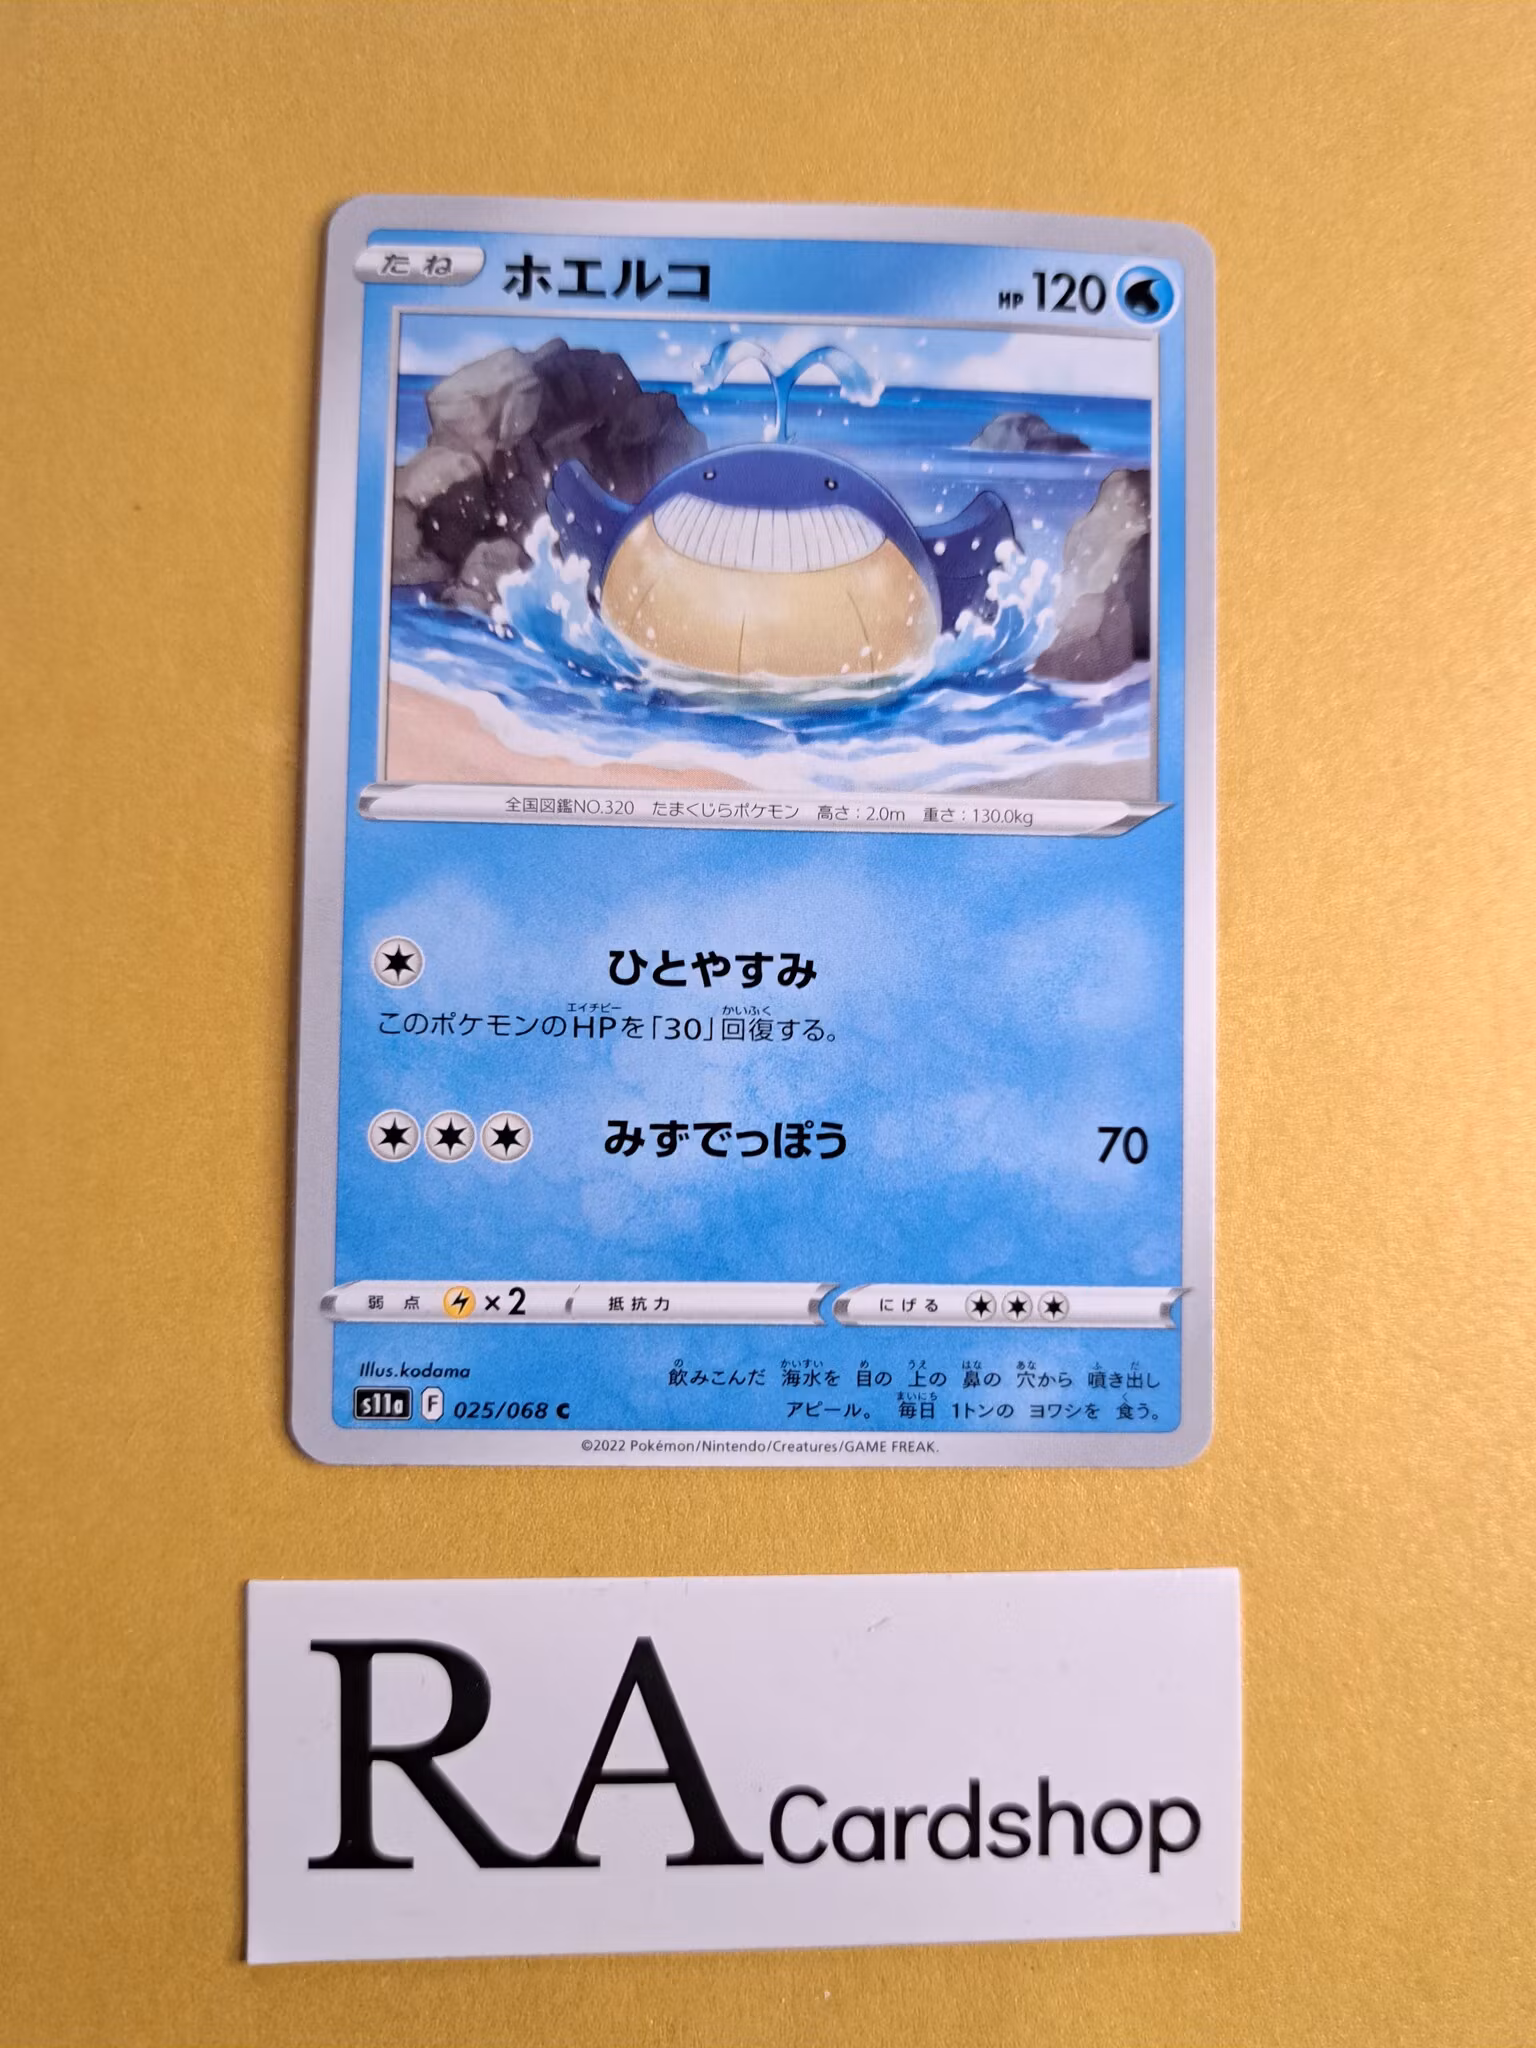 たね ホエルコ HP 120
全国図鑑NO.320 たまくじらポケモン 高さ：2.0m 重さ：130.0kg
ひとやすみ
エイチピー かいふく
このポケモンのHPを「30」回復する。
みずでっぽう 70
弱点 ×2 抵抗力 にげる
Illus.kodama
の かいすい め うえ はな あな ふ だ
飲みこんだ 海水を 目の 上の 鼻の 穴から 噴き出し
まいにち く
アピール。 毎日 1トンの ヨワシを 食う。
s11a F 025/068 C
©2022 Pokémon/Nintendo/Creatures/GAME FREAK.
RA Cardshop